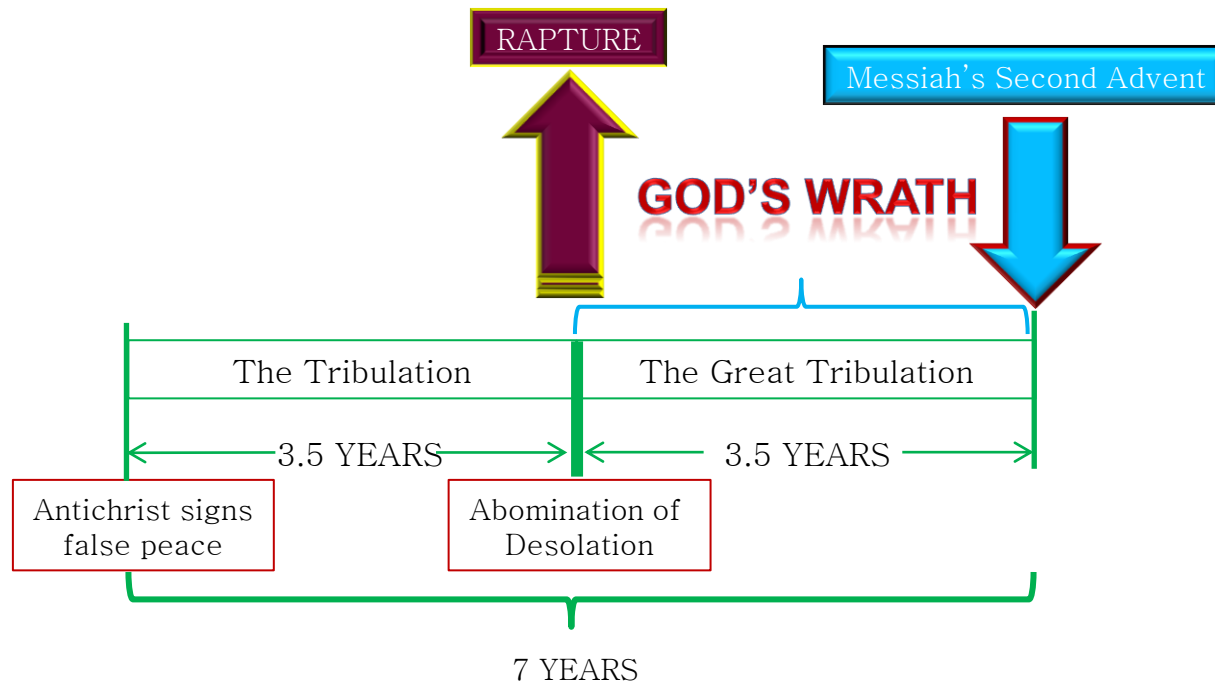 RAPTURE
Messiah's Second Advent
GOD'S WRATH
The Tribulation
The Great Tribulation
3.5 YEARS
3.5 YEARS
Antichrist signs
false peace
Abomination of
Desolation
7 YEARS